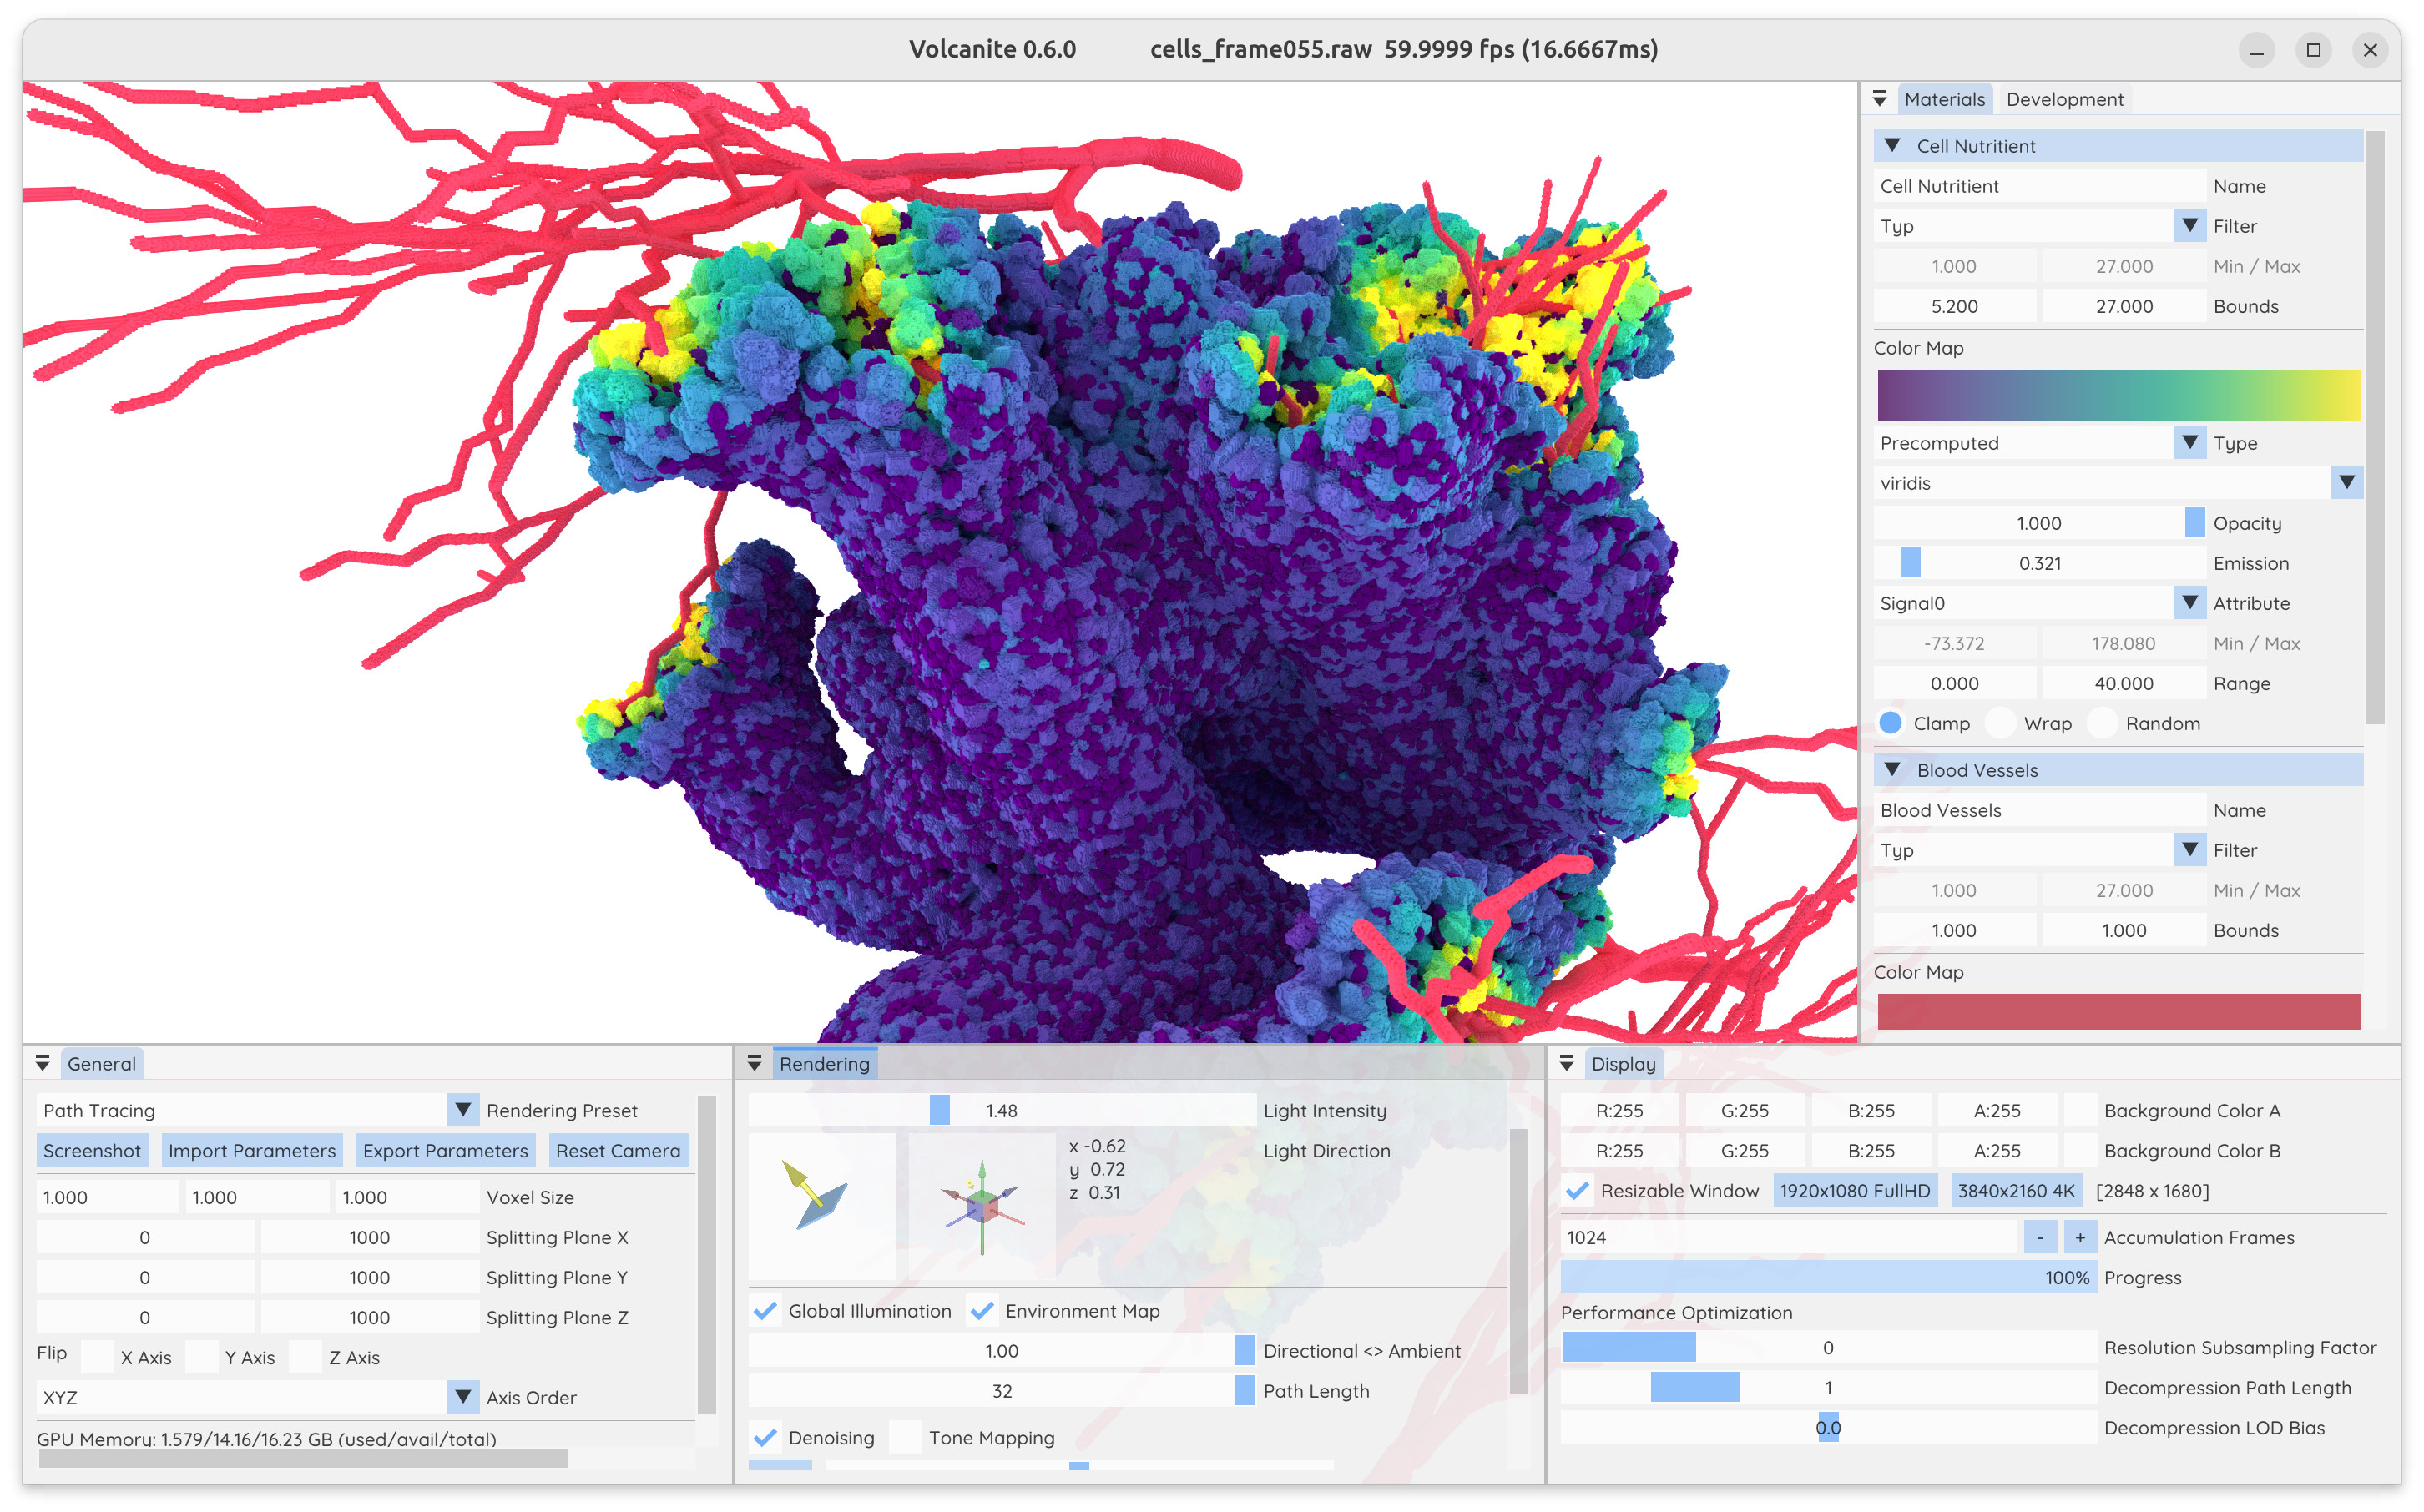 Volcanite 0.6.0 cells_frame055.raw 59.9999 fps (16.6667ms)
Materials Development
Cell Nutritient
Cell Nutritient Name
Typ Filter
1.000 27.000 Min / Max
5.200 27.000 Bounds
Color Map
Precomputed Type
viridis
1.000 Opacity
0.321 Emission
Signal0 Attribute
-73.372 178.080 Min / Max
0.000 40.000 Range
Clamp Wrap Random
Blood Vessels
Blood Vessels Name
Typ Filter
1.000 27.000 Min / Max
1.000 1.000 Bounds
Color Map
General
Path Tracing Rendering Preset
Screenshot Import Parameters Export Parameters Reset Camera
1.000 1.000 1.000 Voxel Size
0 1000 Splitting Plane X
0 1000 Splitting Plane Y
0 1000 Splitting Plane Z
Flip X Axis Y Axis Z Axis
XYZ Axis Order
GPU Memory: 1.579/14.16/16.23 GB (used/avail/total)
Rendering
1.48 Light Intensity
x -0.62 Light Direction
y 0.72
z 0.31
Global Illumination Environment Map
1.00 Directional <> Ambient
32 Path Length
Denoising Tone Mapping
Display
R:255 G:255 B:255 A:255 Background Color A
R:255 G:255 B:255 A:255 Background Color B
Resizable Window 1920x1080 FullHD 3840x2160 4K [2848 x 1680]
1024 - + Accumulation Frames
100% Progress
Performance Optimization
0 Resolution Subsampling Factor
1 Decompression Path Length
0.0 Decompression LOD Bias